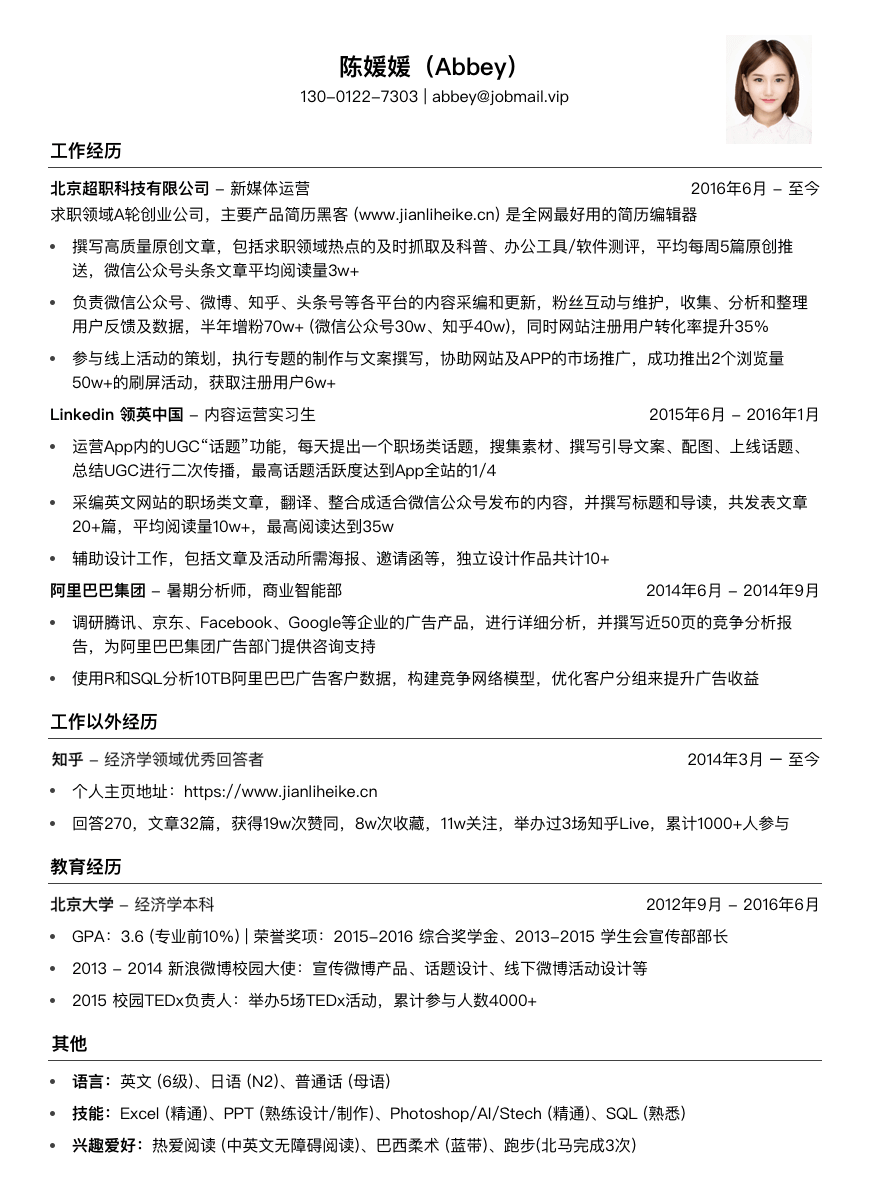 陈媛媛（Abbey）
130-0122-7303 | abbey@jobmail.vip
工作经历
北京超职科技有限公司 – 新媒体运营 2016年6月 – 至今
求职领域A轮创业公司，主要产品简历黑客 (www.jianliheike.cn) 是全网最好用的简历编辑器
• 撰写高质量原创文章，包括求职领域热点的及时抓取及科普、办公工具/软件测评，平均每周5篇原创推
送，微信公众号头条文章平均阅读量3w+
• 负责微信公众号、微博、知乎、头条号等各平台的内容采编和更新，粉丝互动与维护，收集、分析和整理
用户反馈及数据，半年增粉70w+ (微信公众号30w、知乎40w)，同时网站注册用户转化率提升35%
• 参与线上活动的策划，执行专题的制作与文案撰写，协助网站及APP的市场推广，成功推出2个浏览量
50w+的刷屏活动，获取注册用户6w+
Linkedin 领英中国 – 内容运营实习生 2015年6月 – 2016年1月
• 运营App内的UGC“话题”功能，每天提出一个职场类话题，搜集素材、撰写引导文案、配图、上线话题、
总结UGC进行二次传播，最高话题活跃度达到App全站的1/4
• 采编英文网站的职场类文章，翻译、整合成适合微信公众号发布的内容，并撰写标题和导读，共发表文章
20+篇，平均阅读量10w+，最高阅读达到35w
• 辅助设计工作，包括文章及活动所需海报、邀请函等，独立设计作品共计10+
阿里巴巴集团 – 暑期分析师，商业智能部 2014年6月 – 2014年9月
• 调研腾讯、京东、Facebook、Google等企业的广告产品，进行详细分析，并撰写近50页的竞争分析报
告，为阿里巴巴集团广告部门提供咨询支持
• 使用R和SQL分析10TB阿里巴巴广告客户数据，构建竞争网络模型，优化客户分组来提升广告收益
工作以外经历
知乎 – 经济学领域优秀回答者 2014年3月 — 至今
• 个人主页地址：https://www.jianliheike.cn
• 回答270，文章32篇，获得19w次赞同，8w次收藏，11w关注，举办过3场知乎Live，累计1000+人参与
教育经历
北京大学 – 经济学本科 2012年9月 – 2016年6月
• GPA：3.6 (专业前10%) | 荣誉奖项：2015–2016 综合奖学金、2013–2015 学生会宣传部部长
• 2013 – 2014 新浪微博校园大使：宣传微博产品、话题设计、线下微博活动设计等
• 2015 校园TEDx负责人：举办5场TEDx活动，累计参与人数4000+
其他
• 语言：英文 (6级)、日语 (N2)、普通话 (母语)
• 技能：Excel (精通)、PPT (熟练设计/制作)、Photoshop/AI/Stech (精通)、SQL (熟悉)
• 兴趣爱好：热爱阅读 (中英文无障碍阅读)、巴西柔术 (蓝带)、跑步(北马完成3次)